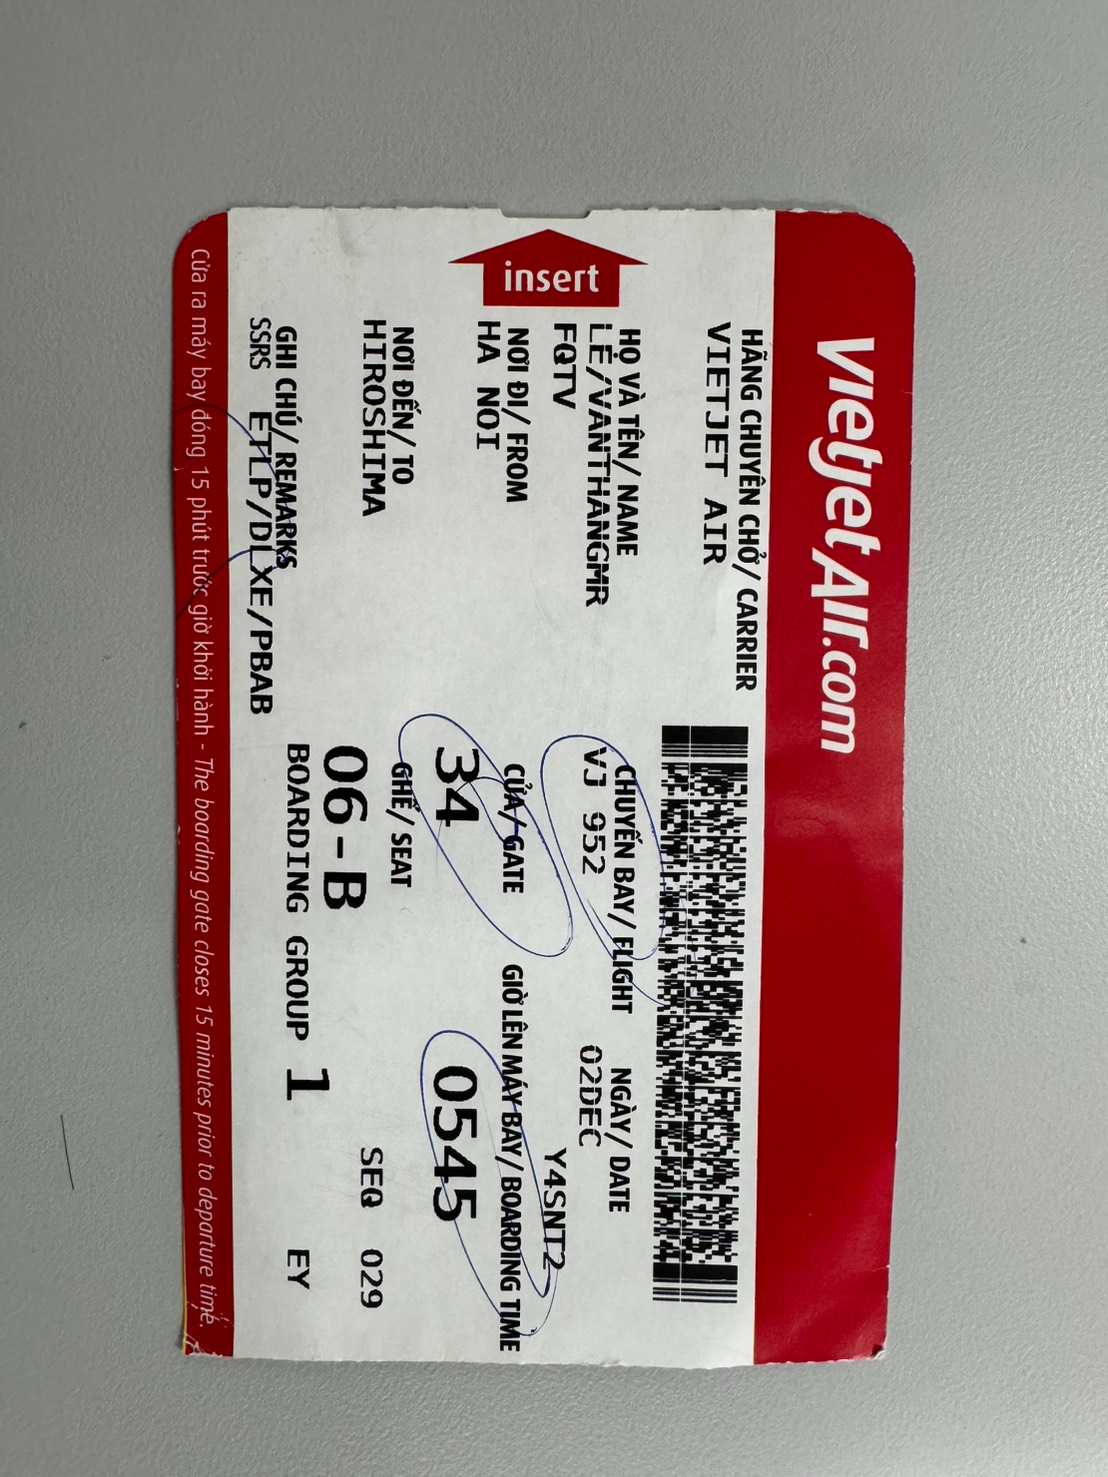 VietJetAir.com
HÃNG CHUYÊN CHỞ/ CARRIER
VIETJET AIR
HỌ VÀ TÊN/ NAME
LE/VANTHANGMR
FQTV
NƠI ĐI/ FROM
HA NOI
NƠI ĐẾN/ TO
HIROSHIMA
GHI CHÚ/ REMARKS
SSRS ETLP/DLXE/PBAB
insert
CHUYẾN BAY/ FLIGHT
VJ 952
NGÀY/ DATE
02DEC
Y4SNT2
CỬA/ GATE
34
GIỜ LÊN MÁY BAY/ BOARDING TIME
0545
GHẾ/ SEAT
06-B
SEQ 029
BOARDING GROUP 1
EY
Cửa ra máy bay đóng 15 phút trước giờ khởi hành - The boarding gate closes 15 minutes prior to departure time.